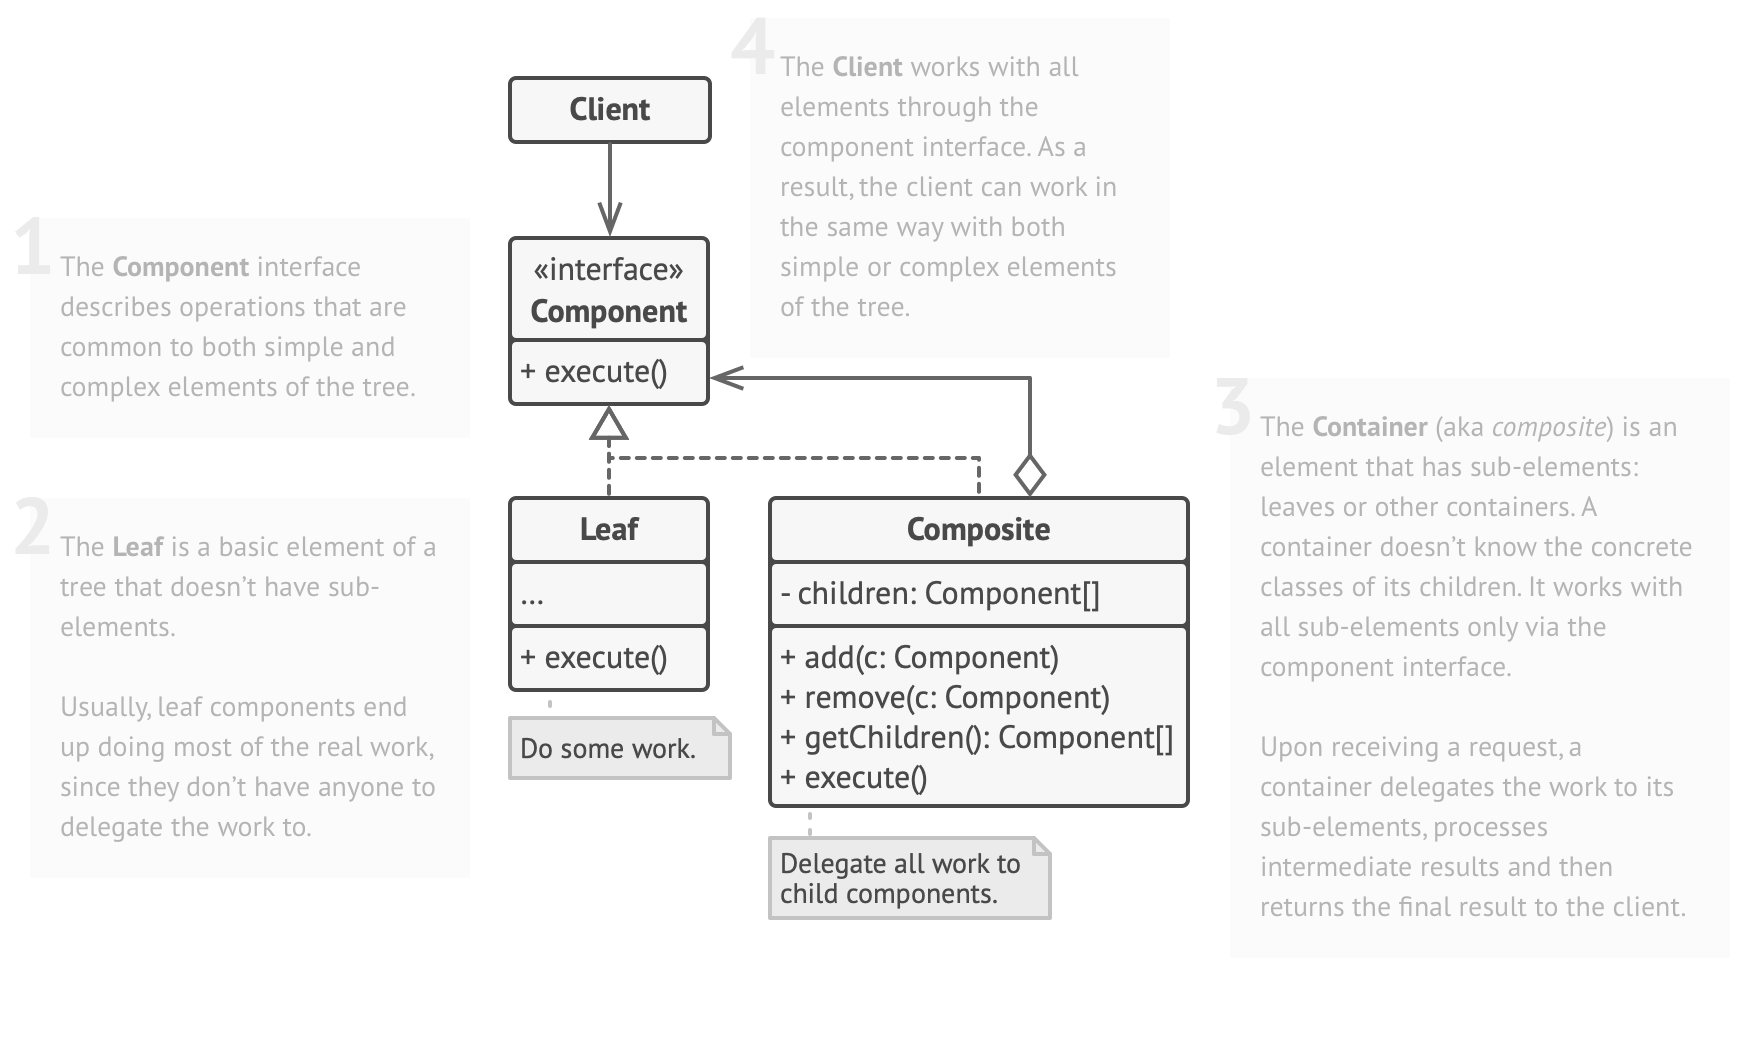 Client
«interface»
Component
+ execute()
Leaf
...
+ execute()
Do some work.
Composite
- children: Component[]
+ add(c: Component)
+ remove(c: Component)
+ getChildren(): Component[]
+ execute()
Delegate all work to
child components.
1
The Component interface
describes operations that are
common to both simple and
complex elements of the tree.
2
The Leaf is a basic element of a
tree that doesn’t have sub-
elements.
Usually, leaf components end
up doing most of the real work,
since they don’t have anyone to
delegate the work to.
3
The Container (aka composite) is an
element that has sub-elements:
leaves or other containers. A
container doesn’t know the concrete
classes of its children. It works with
all sub-elements only via the
component interface.
Upon receiving a request, a
container delegates the work to its
sub-elements, processes
intermediate results and then
returns the final result to the client.
4
The Client works with all
elements through the
component interface. As a
result, the client can work in
the same way with both
simple or complex elements
of the tree.